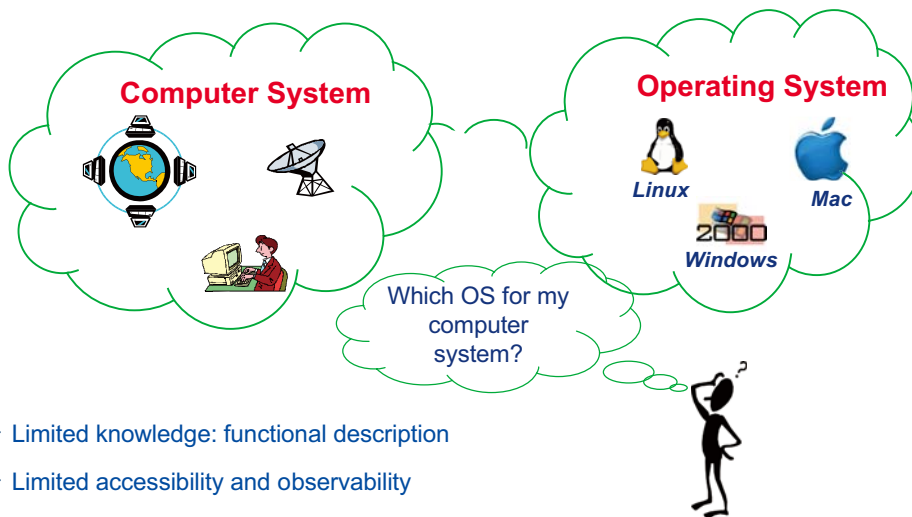 Computer System
Operating System
Linux
Mac
2000
Windows
Which OS for my
computer
system?
?
Limited knowledge: functional description
Limited accessibility and observability